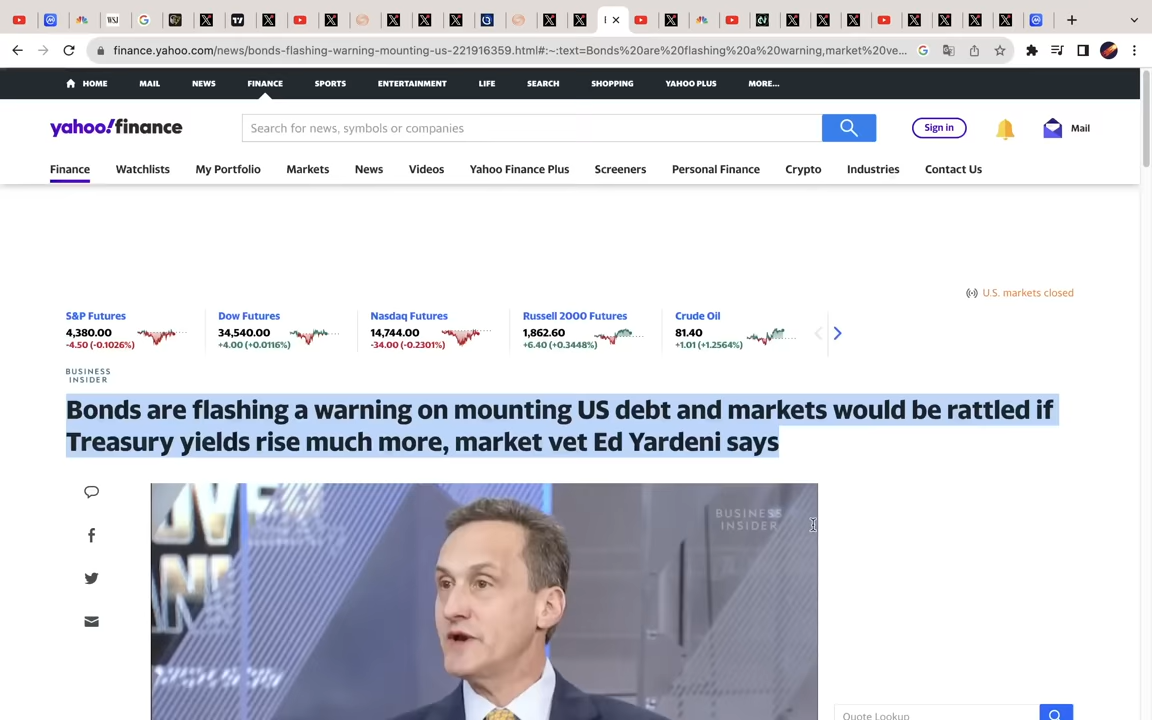 WSJ
finance.yahoo.com/news/bonds-flashing-warning-mounting-us-221916359.html#:~:text=Bonds%20are%20flashing%20a%20warning,market%20ve...
HOME MAIL NEWS FINANCE SPORTS ENTERTAINMENT LIFE SEARCH SHOPPING YAHOO PLUS MORE...
yahoo!finance
Search for news, symbols or companies
Sign in
Mail
Finance Watchlists My Portfolio Markets News Videos Yahoo Finance Plus Screeners Personal Finance Industries Crypto Contact Us
U.S. markets closed
S&P Futures Dow Futures Nasdaq Futures Russell 2000 Futures Crude Oil
4,380.00 34,540.00 14,744.00 1,862.60 81.40
-4.50 (-0.1026%) +4.00 (+0.0116%) -34.00 (-0.2301%) +6.40 (+0.3448%) +1.01 (+1.2564%)
BUSINESS
INSIDER
Bonds are flashing a warning on mounting US debt and markets would be rattled if
Treasury yields rise much more, market vet Ed Yardeni says
BUSINESS
INSIDER
Quote Lookup